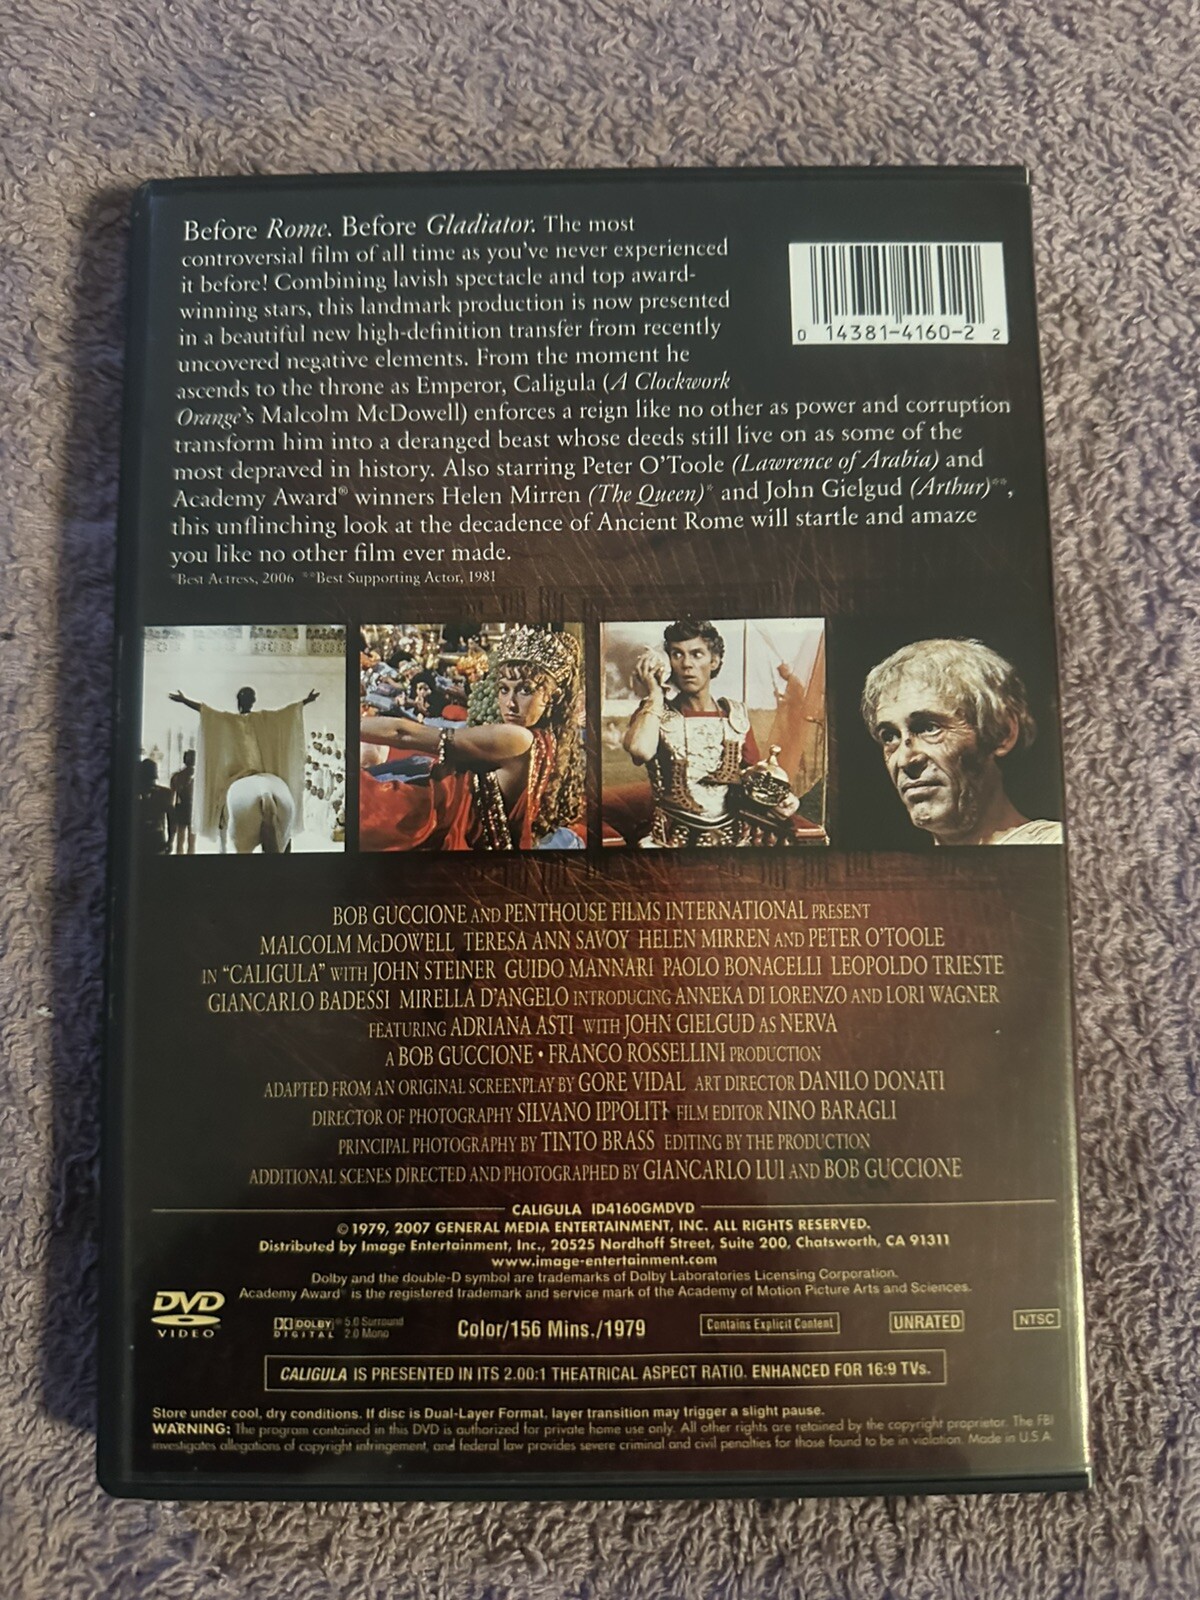 Before Rome. Before Gladiator. The most
controversial film of all time as you've never experienced
it before! Combining lavish spectacle and top award-
winning stars, this landmark production is now presented
in a beautiful new high-definition transfer from recently
uncovered negative elements. From the moment he
ascends to the throne as Emperor, Caligula (A Clockwork
Orange's Malcolm McDowell) enforces a reign like no other as power and corruption
transform him into a deranged beast whose deeds still live on as some of the
most depraved in history. Also starring Peter O'Toole (Lawrence of Arabia) and
Academy Award® winners Helen Mirren (The Queen)* and John Gielgud (Arthur)**,
this unflinching look at the decadence of Ancient Rome will startle and amaze
you like no other film ever made.
*Best Actress, 2006 **Best Supporting Actor, 1981
0 14381-4160-2 2
BOB GUCCIONE AND PENTHOUSE FILMS INTERNATIONAL PRESENT
MALCOLM McDOWELL TERESA ANN SAVOY HELEN MIRREN AND PETER O'TOOLE
IN "CALIGULA" WITH JOHN STEINER GUIDO MANNARI PAOLO BONACELLI LEOPOLDO TRIESTE
GIANCARLO BADESSI MIRELLA D'ANGELO INTRODUCING ANNEKA DI LORENZO AND LORI WAGNER
FEATURING ADRIANA ASTI WITH JOHN GIELGUD AS NERVA
A BOB GUCCIONE • FRANCO ROSSELLINI PRODUCTION
ADAPTED FROM AN ORIGINAL SCREENPLAY BY GORE VIDAL ART DIRECTOR DANILO DONATI
DIRECTOR OF PHOTOGRAPHY SILVANO IPPOLITI FILM EDITOR NINO BARAGLI
PRINCIPAL PHOTOGRAPHY BY TINTO BRASS EDITING BY THE PRODUCTION
ADDITIONAL SCENES DIRECTED AND PHOTOGRAPHED BY GIANCARLO LUI AND BOB GUCCIONE
CALIGULA ID4160GMDVD
©1979, 2007 GENERAL MEDIA ENTERTAINMENT, INC. ALL RIGHTS RESERVED.
Distributed by Image Entertainment, Inc., 20525 Nordhoff Street, Suite 200, Chatsworth, CA 91311
www.image-entertainment.com
Dolby and the double-D symbol are trademarks of Dolby Laboratories Licensing Corporation.
Academy Award® is the registered trademark and service mark of the Academy of Motion Picture Arts and Sciences.
DVD
VIDEO
DOLBY 5.0 Surround
DIGITAL 2.0 Mono
Color/156 Mins./1979
Contains Explicit Content
UNRATED
NTSC
CALIGULA IS PRESENTED IN ITS 2.00:1 THEATRICAL ASPECT RATIO. ENHANCED FOR 16:9 TVs.
Store under cool, dry conditions. If disc is Dual-Layer Format, layer transition may trigger a slight pause.
WARNING: The program contained in this DVD is authorized for private home use only. All other rights are retained by the copyright proprietor. The FBI
investigates allegations of copyright infringement, and federal law provides severe criminal and civil penalties for those found to be in violation. Made in U.S.A.